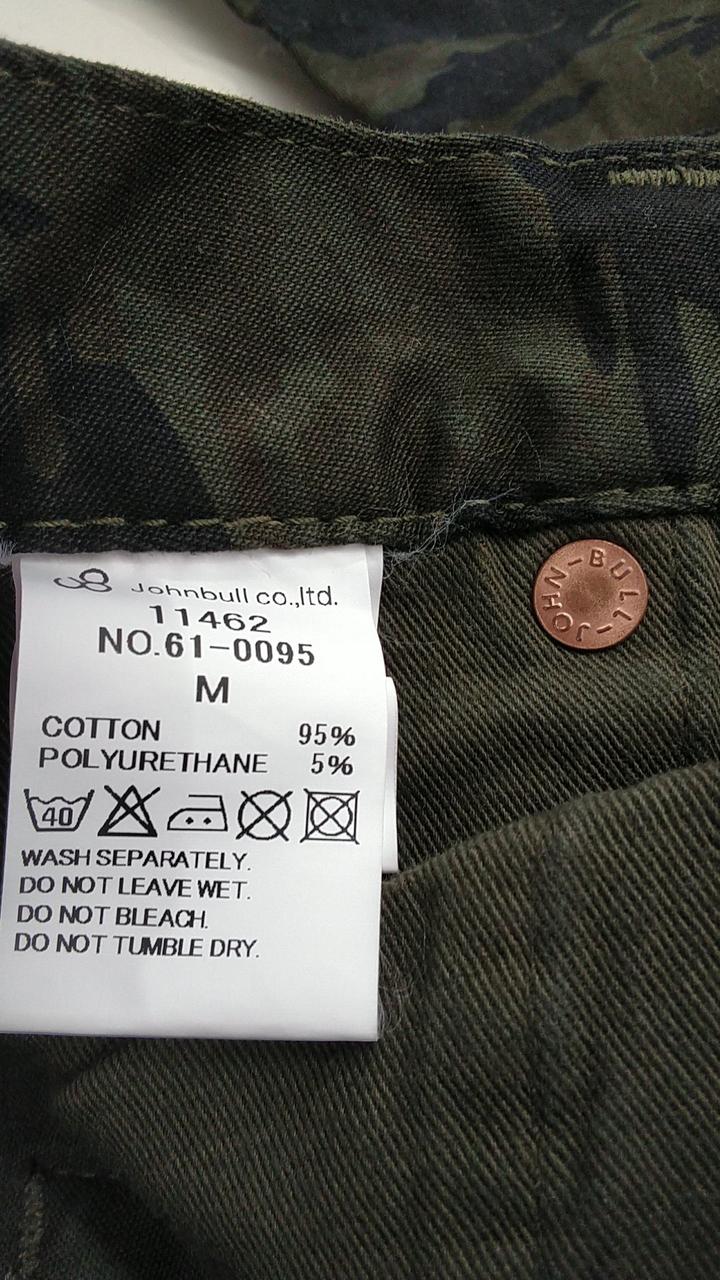 Johnbull co.,ltd.
11462
NO.61-0095
M
COTTON 95%
POLYURETHANE 5%
40
WASH SEPARATELY.
DO NOT LEAVE WET.
DO NOT BLEACH.
DO NOT TUMBLE DRY.
JOHN-BULL-